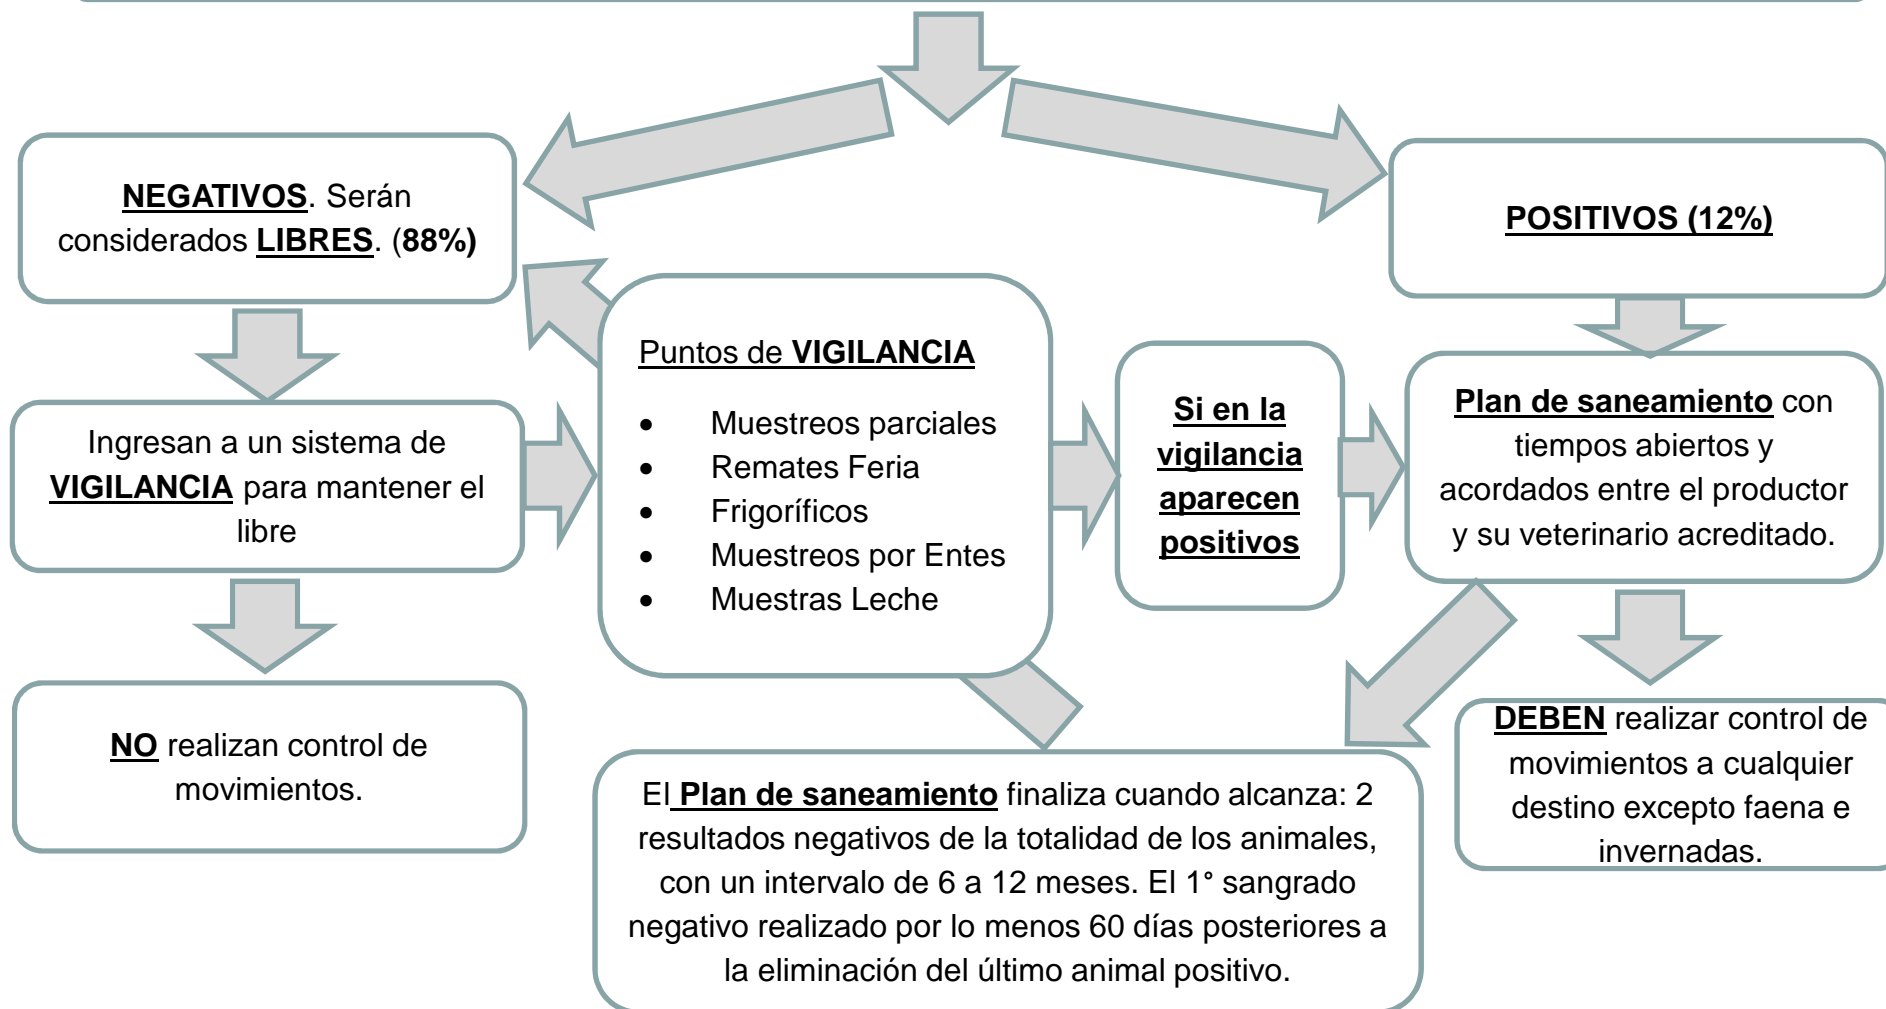 NEGATIVOS. Serán
considerados LIBRES. (88%)
POSITIVOS (12%)
Ingresan a un sistema de
VIGILANCIA para mantener el
libre
Puntos de VIGILANCIA
• Muestreos parciales
• Remates Feria
• Frigoríficos
• Muestreos por Entes
• Muestras Leche
Si en la
vigilancia
aparecen
positivos
Plan de saneamiento con
tiempos abiertos y
acordados entre el productor
y su veterinario acreditado.
NO realizan control de
movimientos.
El Plan de saneamiento finaliza cuando alcanza: 2
resultados negativos de la totalidad de los animales,
con un intervalo de 6 a 12 meses. El 1° sangrado
negativo realizado por lo menos 60 días posteriores a
la eliminación del último animal positivo.
DEBEN realizar control de
movimientos a cualquier
destino excepto faena e
invernadas.